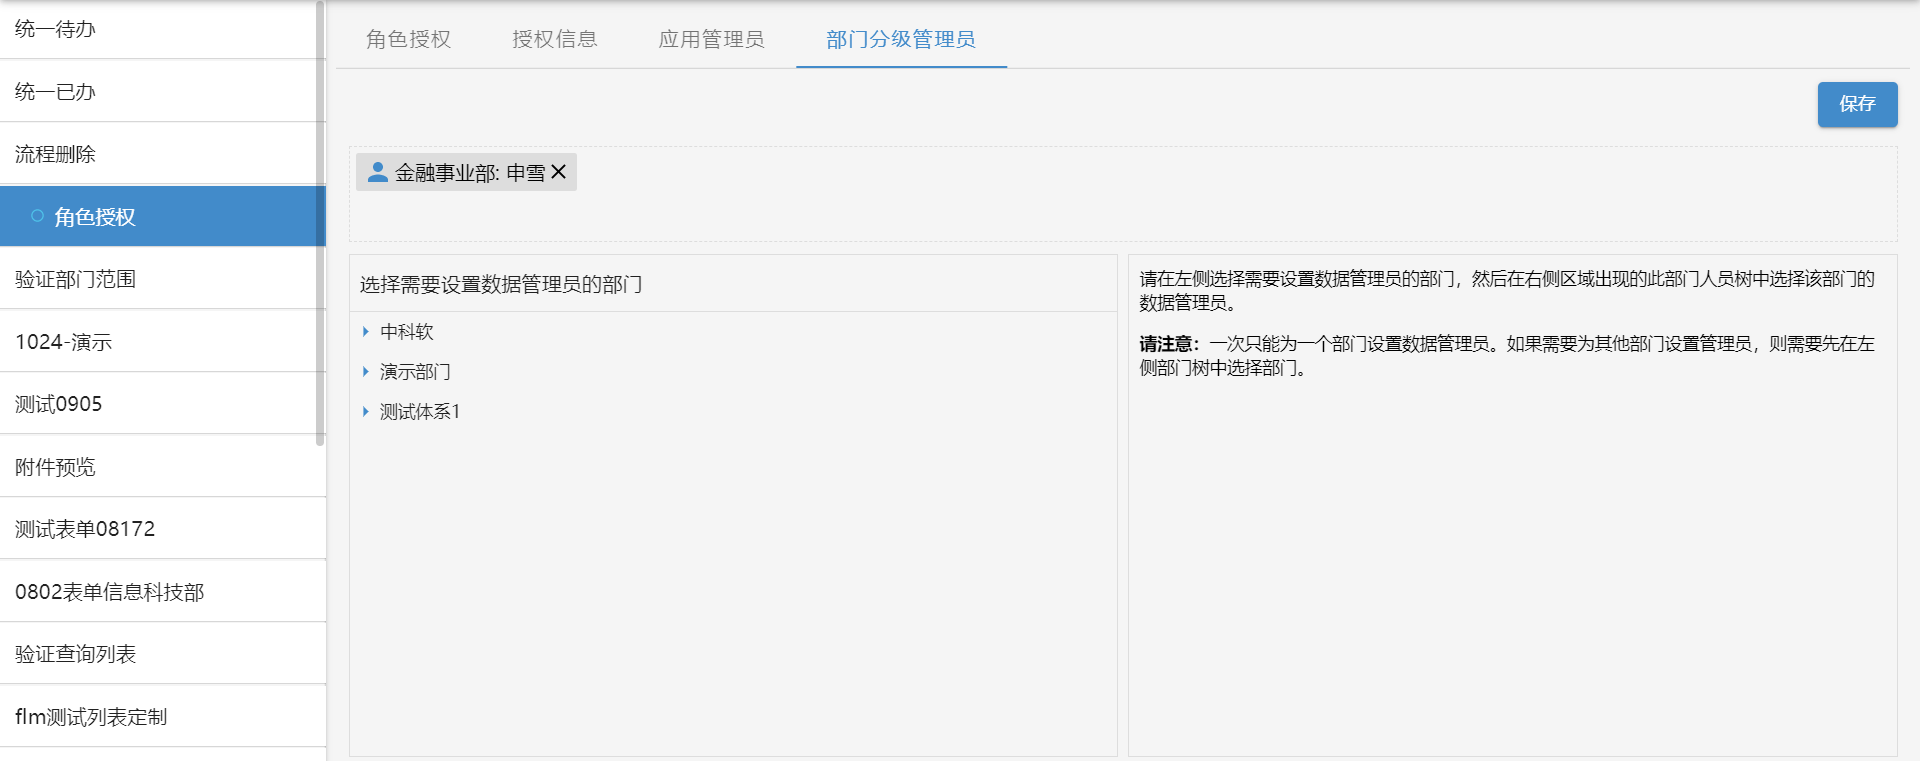 统一待办
统一已办
流程删除
角色授权
验证部门范围
1024-演示
测试0905
附件预览
测试表单08172
0802表单信息科技部
验证查询列表
flm测试列表定制
角色授权
授权信息
应用管理员
部门分级管理员
保存
金融事业部: 申雪
选择需要设置数据管理员的部门
中科软
演示部门
测试体系1
请在左侧选择需要设置数据管理员的部门，然后在右侧区域出现的此部门人员树中选择该部门的
数据管理员。
请注意：一次只能为一个部门设置数据管理员。如果需要为其他部门设置管理员，则需要先在左
侧部门树中选择部门。